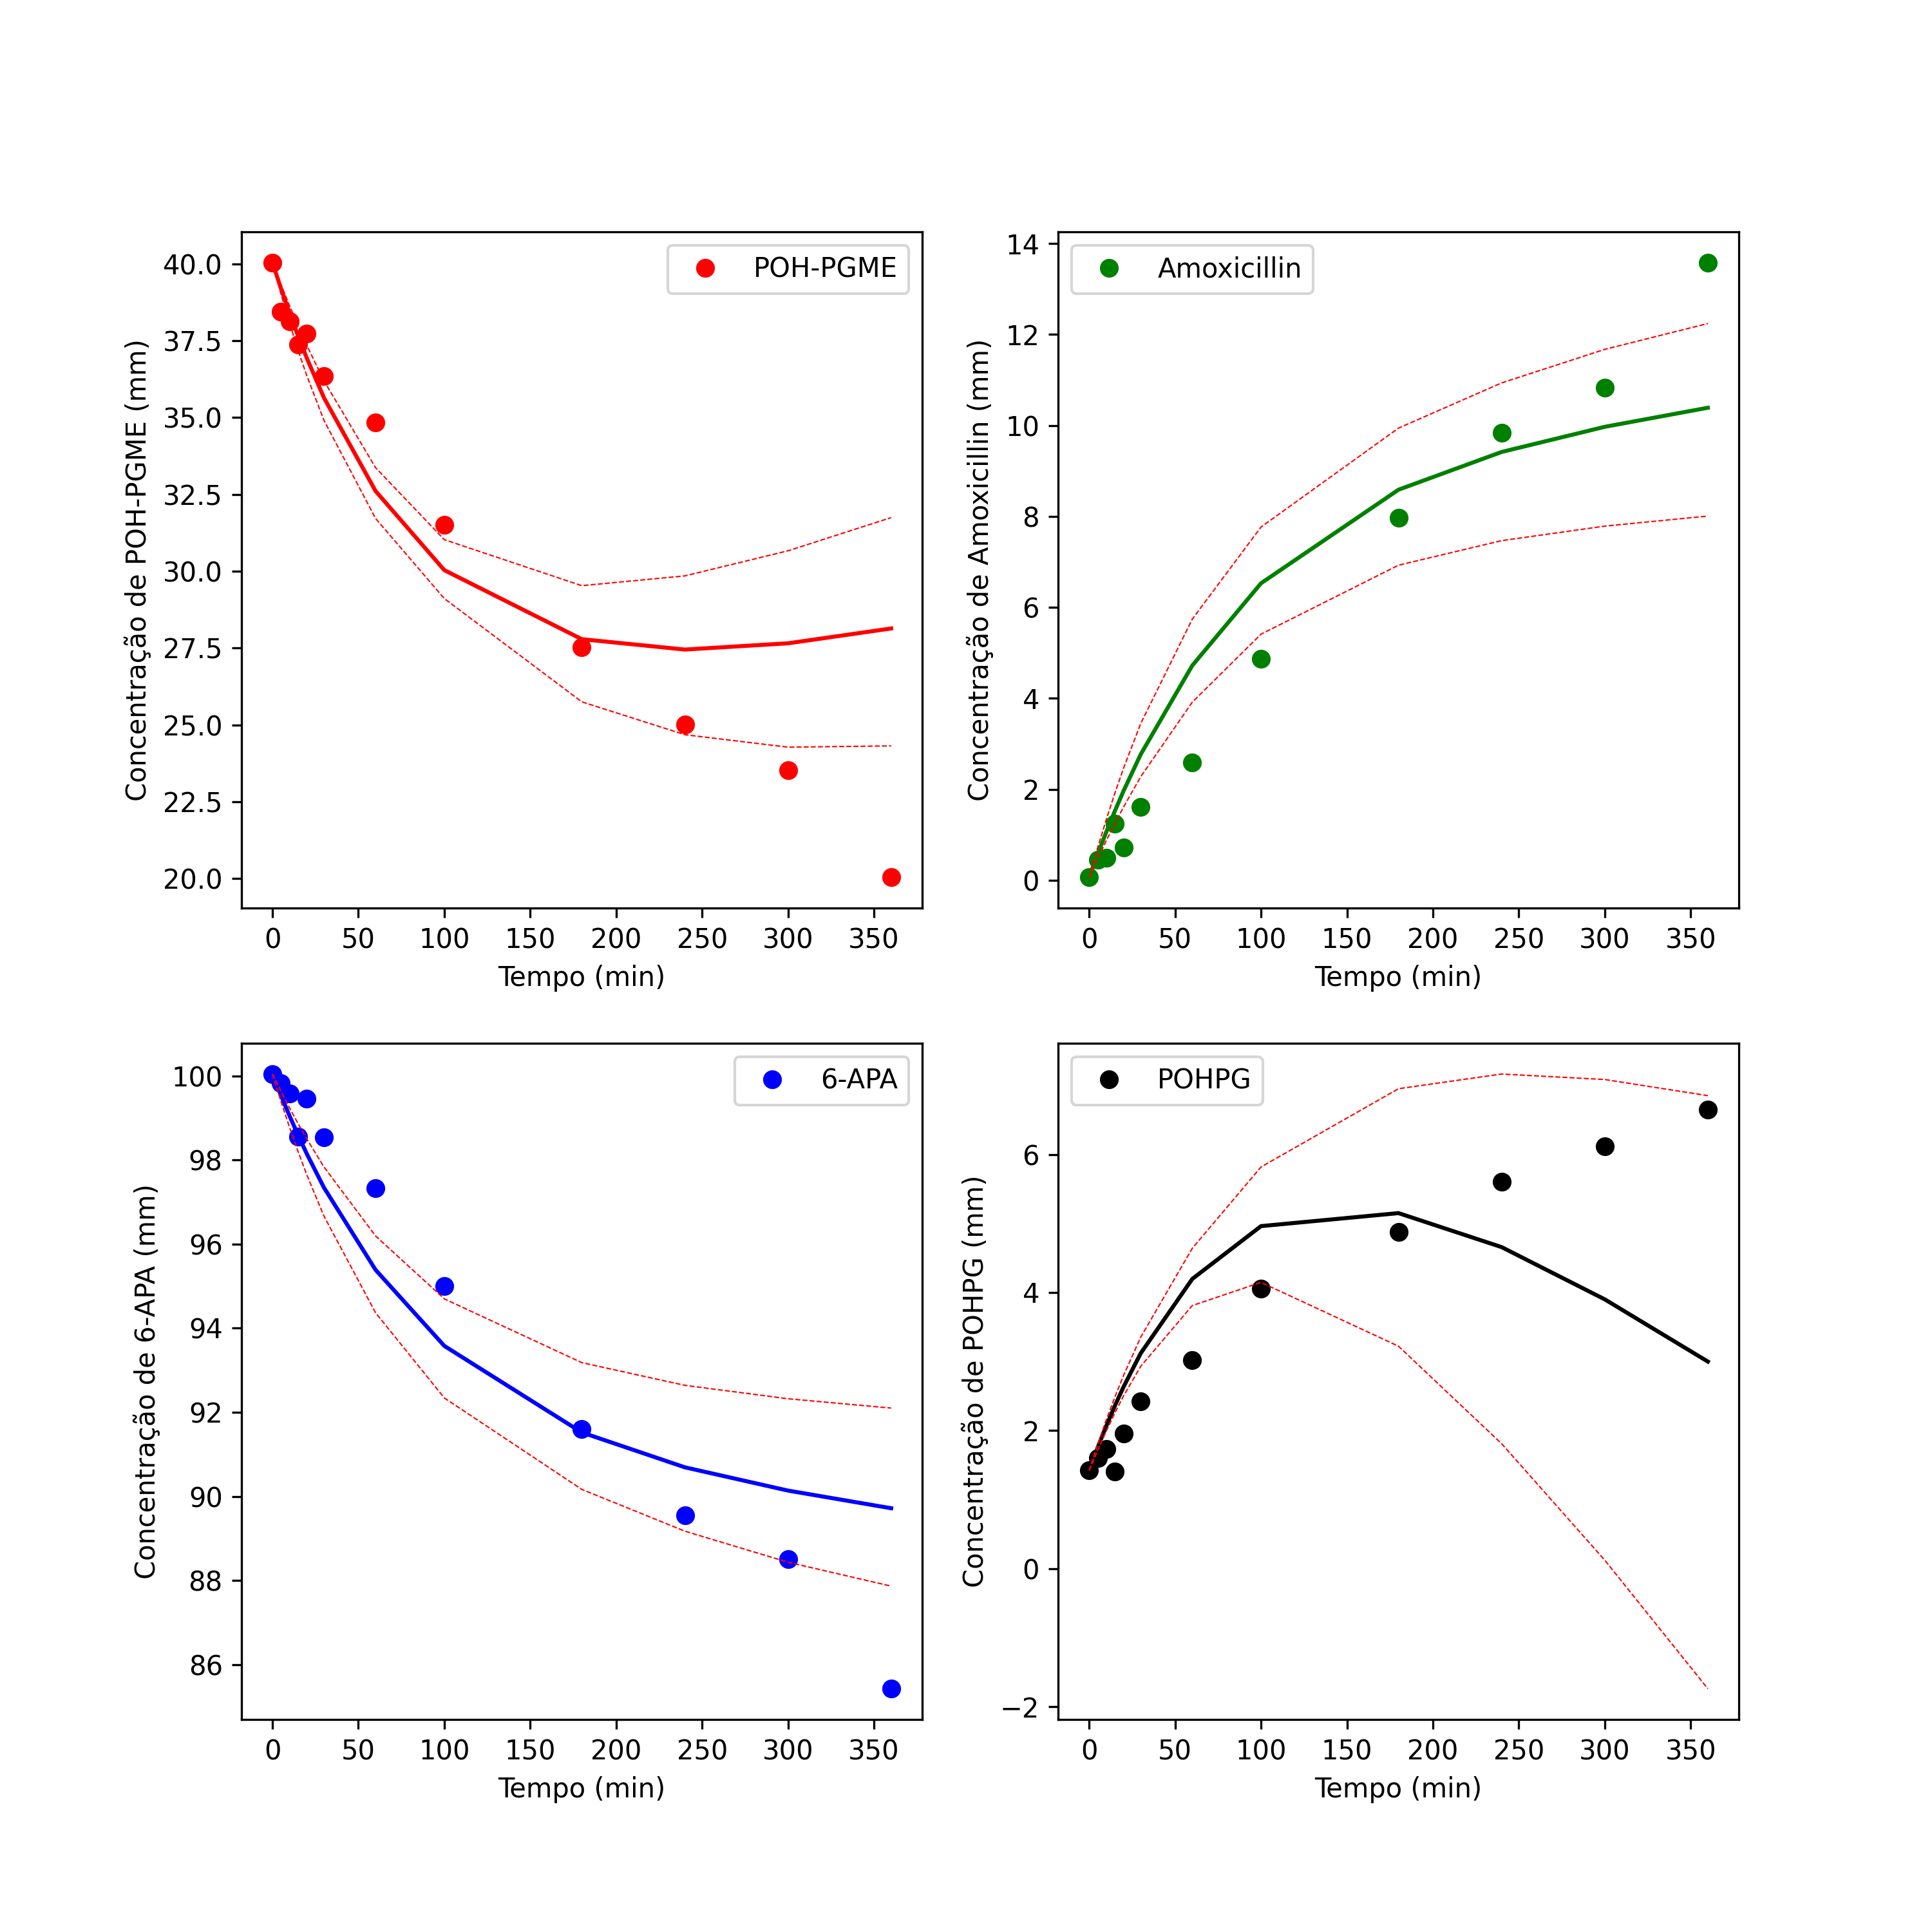 POH-PGME
Concentração de POH-PGME (mm)
40.0
37.5
35.0
32.5
30.0
27.5
25.0
22.5
20.0
0 50 100 150 200 250 300 350
Tempo (min)
Amoxicillin
Concentração de Amoxicillin (mm)
14
12
10
8
6
4
2
0
0 50 100 150 200 250 300 350
Tempo (min)
6-APA
Concentração de 6-APA (mm)
100
98
96
94
92
90
88
86
0 50 100 150 200 250 300 350
Tempo (min)
POHPG
Concentração de POHPG (mm)
6
4
2
0
−2
0 50 100 150 200 250 300 350
Tempo (min)